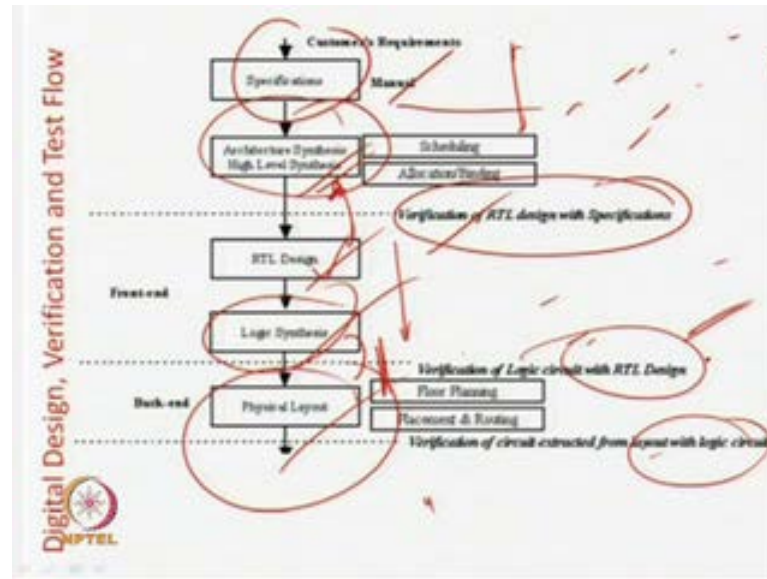 Digital Design, Verification and Test Flow
Customer's Requirements
Specifications
Manual
Architecture Synthesis
High Level Synthesis
Scheduling
Allocation/Binding
Verification of RTL design with Specifications
RTL Design
Front-end
Logic Synthesis
Verification of Logic circuit with RTL Design
Back-end
Physical Layout
Floor Planning
Placement & Routing
Verification of circuit extracted from layout with logic circuit
NPTEL